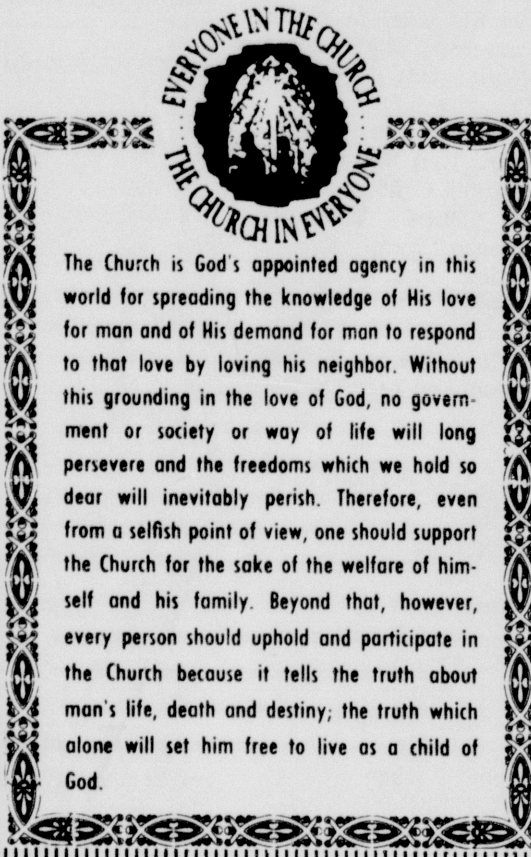 EVERYONE IN THE CHURCH
THE CHURCH IN EVERYONE
The Church is God's appointed agency in this
world for spreading the knowledge of His love
for man and of His demand for man to respond
to that love by loving his neighbor. Without
this grounding in the love of God, no govern-
ment or society or way of life will long
persevere and the freedoms which we hold so
dear will inevitably perish. Therefore, even
from a selfish point of view, one should support
the Church for the sake of the welfare of him-
self and his family. Beyond that, however,
every person should uphold and participate in
the Church because it tells the truth about
man's life, death and destiny; the truth which
alone will set him free to live as a child of
God.